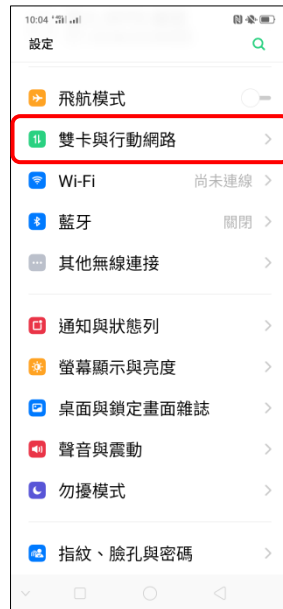 10:04
設定
飛航模式
雙卡與行動網路
Wi-Fi 尚未連線
藍牙 關閉
其他無線連接
通知與狀態列
螢幕顯示與亮度
桌面與鎖定畫面雜誌
聲音與震動
勿擾模式
指紋、臉孔與密碼